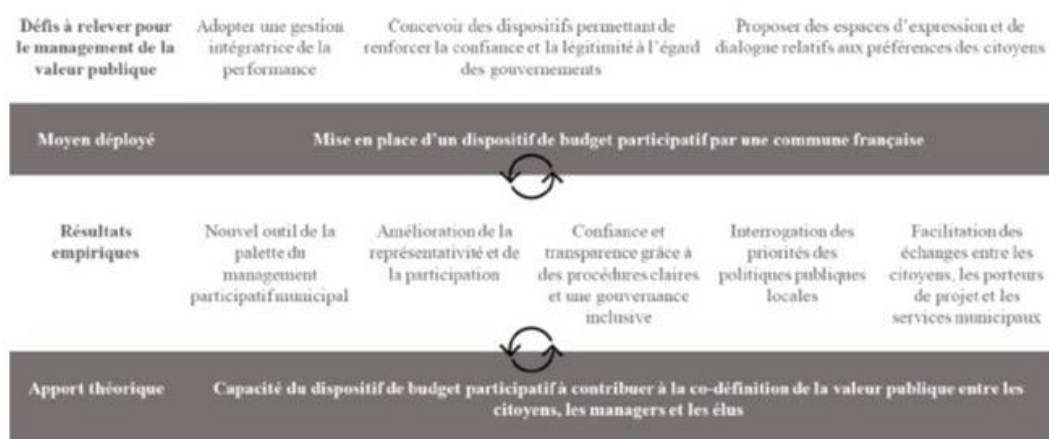 Défis à relever pour
le management de la
valeur publique
Adopter une gestion
intégratrice de la
performance
Concevoir des dispositifs permettant de
renforcer la confiance et la légitimité à l'égard
des gouvernements
Proposer des espaces d'expression et de
dialogue relatifs aux préférences des citoyens
Moyen déployé
Mise en place d'un dispositif de budget participatif par une commune française
Résultats
empiriques
Nouvel outil de la
palette du
management
participatif municipal
Amélioration de la
représentativité et de
la participation
Confiance et
transparence grâce à
des procédures claires
et une gouvernance
inclusive
Interrogation des
priorités des
politiques publiques
locales
Facilitation des
échanges entre les
citoyens, les porteurs
de projet et les
services municipaux
Apport théorique
Capacité du dispositif de budget participatif à contribuer à la co-définition de la valeur publique entre les
citoyens, les managers et les élus